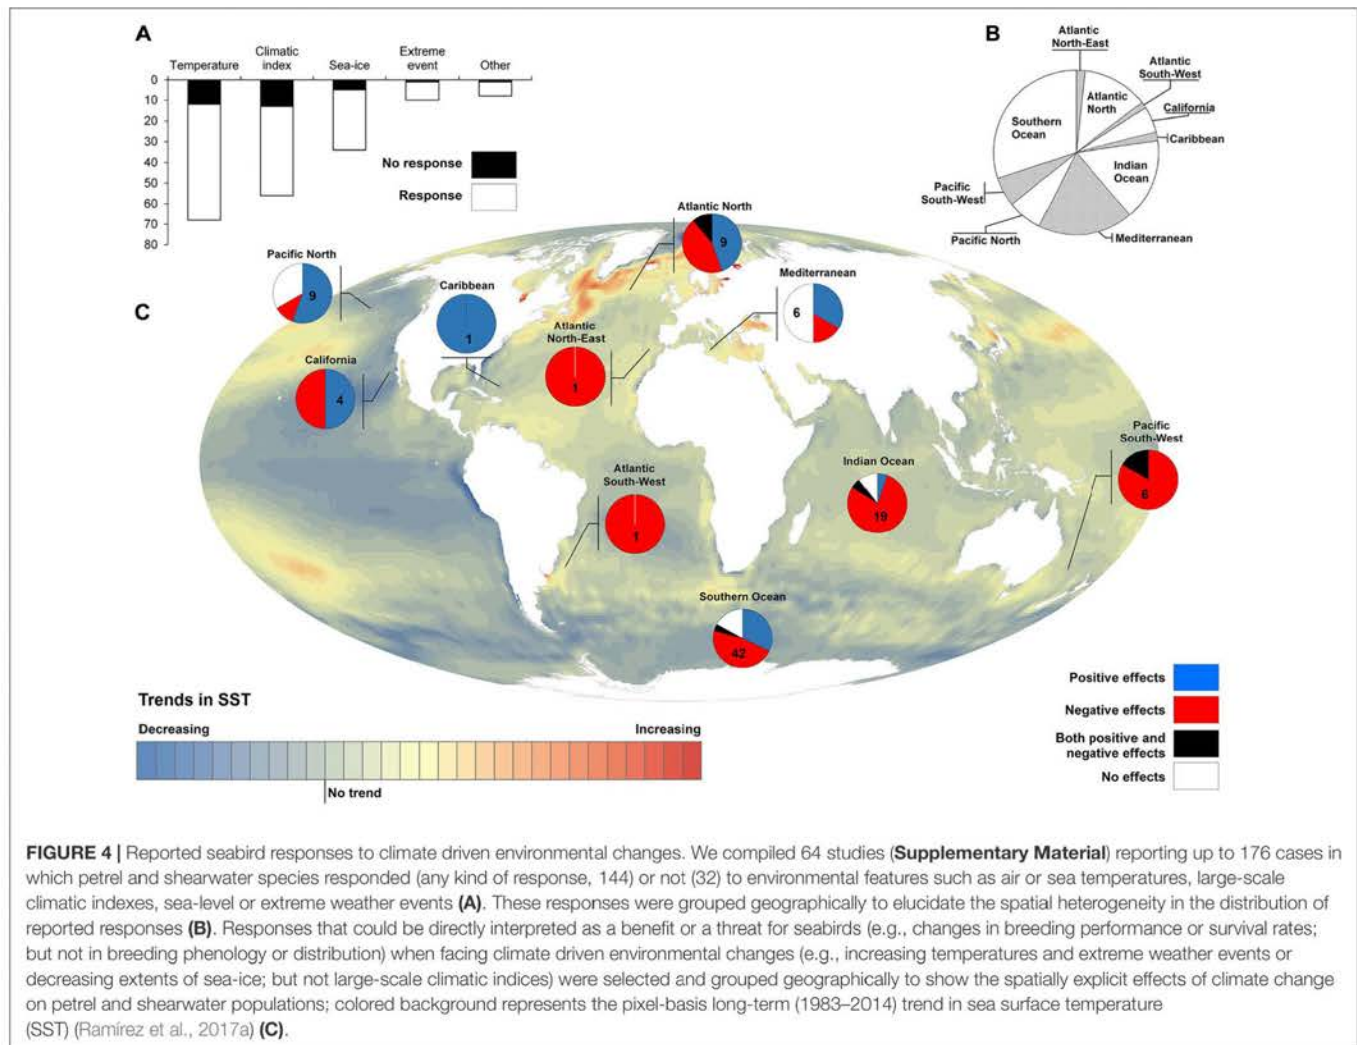 A
Temperature
Climatic
index
Sea-ice
Extreme
event
Other
0
10
20
30
40
50
60
70
80
No response
Response
B
Atlantic
North-East
Atlantic
South-West
Atlantic
North
California
Southern
Ocean
Caribbean
Indian
Ocean
Pacific
South-West
Pacific North
Mediterranean
C
Pacific North
9
Caribbean
1
Atlantic North
9
Mediterranean
6
California
4
Atlantic
North-East
1
Atlantic
South-West
1
Indian Ocean
19
Pacific
South-West
6
Southern Ocean
42
Trends in SST
Decreasing
Increasing
No trend
Positive effects
Negative effects
Both positive and
negative effects
No effects
FIGURE 4 | Reported seabird responses to climate driven environmental changes. We compiled 64 studies (Supplementary Material) reporting up to 176 cases in
which petrel and shearwater species responded (any kind of response, 144) or not (32) to environmental features such as air or sea temperatures, large-scale
climatic indexes, sea-level or extreme weather events (A). These responses were grouped geographically to elucidate the spatial heterogeneity in the distribution of
reported responses (B). Responses that could be directly interpreted as a benefit or a threat for seabirds (e.g., changes in breeding performance or survival rates;
but not in breeding phenology or distribution) when facing climate driven environmental changes (e.g., increasing temperatures and extreme weather events or
decreasing extents of sea-ice; but not large-scale climatic indices) were selected and grouped geographically to show the spatially explicit effects of climate change
on petrel and shearwater populations; colored background represents the pixel-basis long-term (1983–2014) trend in sea surface temperature
(SST) (Ramírez et al., 2017a) (C).